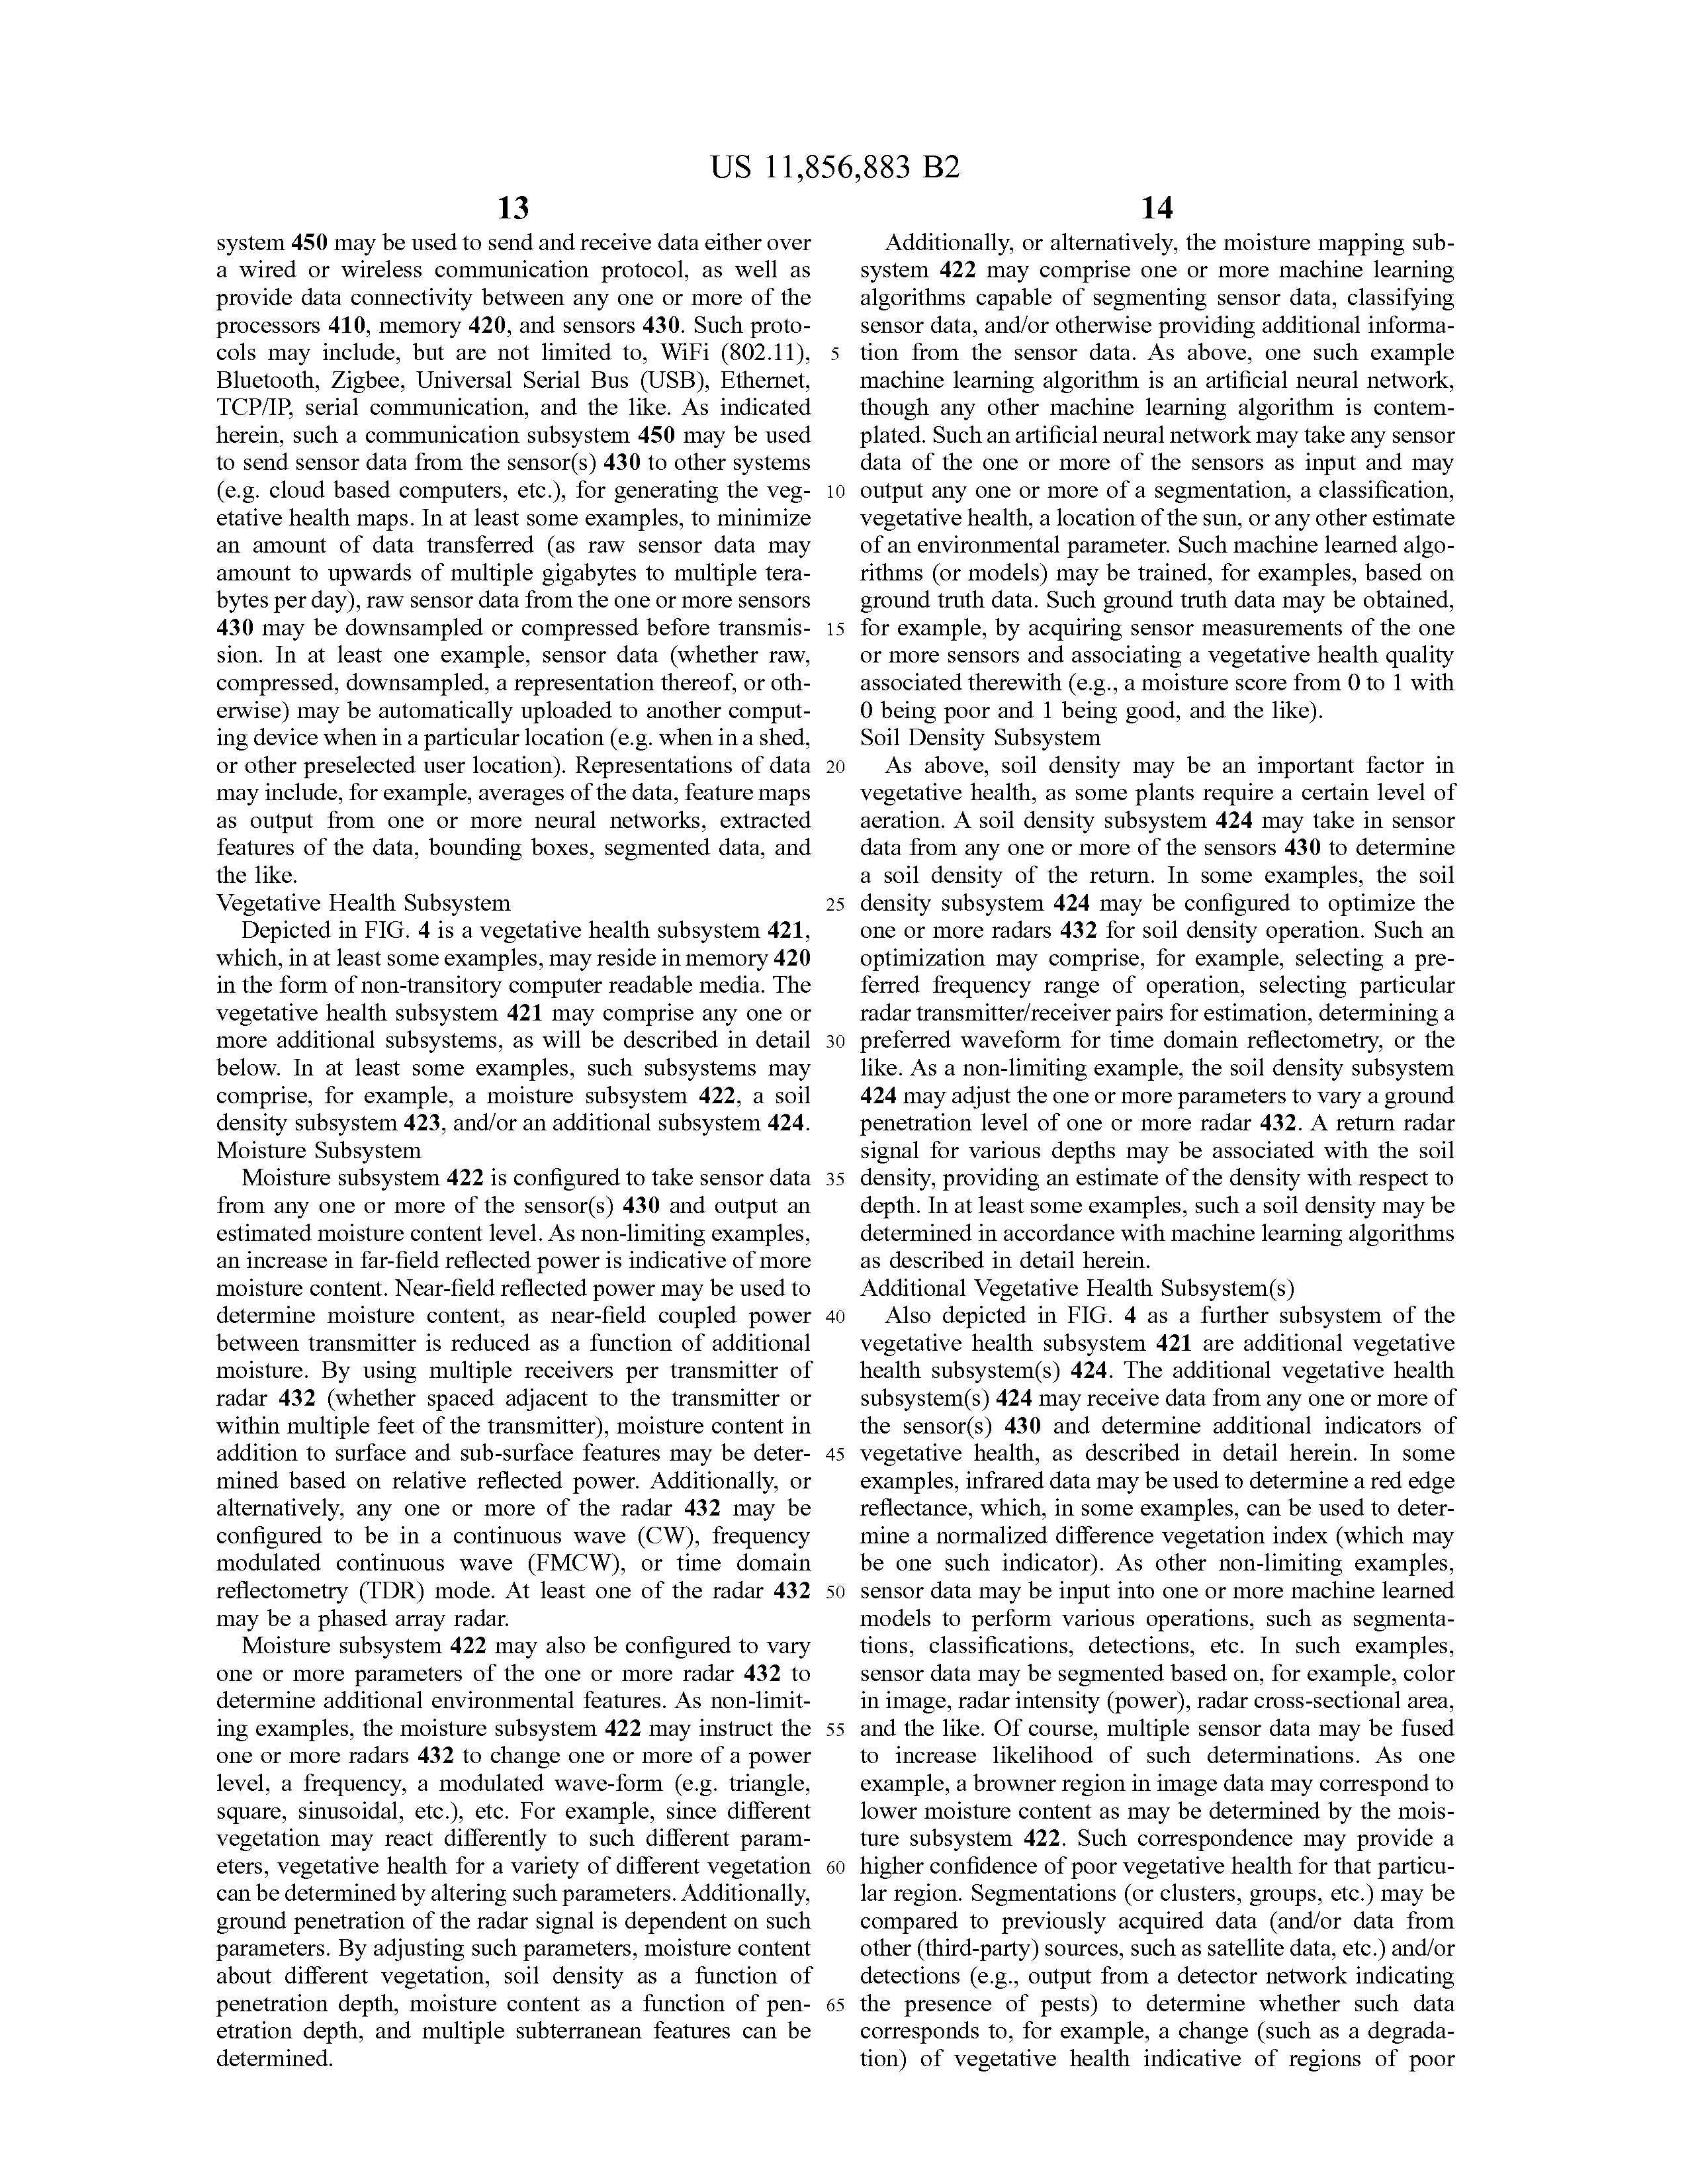 US 11,856,883 B2
13
system 450 may be used to send and receive data either over
a wired or wireless communication protocol, as well as
provide data connectivity between any one or more of the
processors 410, memory 420, and sensors 430. Such proto-
cols may include, but are not limited to, WiFi (802.11),
Bluetooth, Zigbee, Universal Serial Bus (USB), Ethernet,
TCP/IP, serial communication, and the like. As indicated
herein, such a communication subsystem 450 may be used
to send sensor data from the sensor(s) 430 to other systems
(e.g. cloud based computers, etc.), for generating the veg-
etative health maps. In at least some examples, to minimize
an amount of data transferred (as raw sensor data may
amount to upwards of multiple gigabytes to multiple tera-
bytes per day), raw sensor data from the one or more sensors
430 may be downsampled or compressed before transmis-
sion. In at least one example, sensor data (whether raw,
compressed, downsampled, a representation thereof, or oth-
erwise) may be automatically uploaded to another comput-
ing device when in a particular location (e.g. when in a shed,
or other preselected user location). Representations of data
may include, for example, averages of the data, feature maps
as output from one or more neural networks, extracted
features of the data, bounding boxes, segmented data, and
the like.
Vegetative Health Subsystem
Depicted in FIG. 4 is a vegetative health subsystem 421,
which, in at least some examples, may reside in memory 420
in the form of non-transitory computer readable media. The
vegetative health subsystem 421 may comprise any one or
more additional subsystems, as will be described in detail
below. In at least some examples, such subsystems may
comprise, for example, a moisture subsystem 422, a soil
density subsystem 423, and/or an additional subsystem 424.
Moisture Subsystem
Moisture subsystem 422 is configured to take sensor data
from any one or more of the sensor(s) 430 and output an
estimated moisture content level. As non-limiting examples,
an increase in far-field reflected power is indicative of more
moisture content. Near-field reflected power may be used to
determine moisture content, as near-field coupled power
between transmitter is reduced as a function of additional
moisture. By using multiple receivers per transmitter of
radar 432 (whether spaced adjacent to the transmitter or
within multiple feet of the transmitter), moisture content in
addition to surface and sub-surface features may be deter-
mined based on relative reflected power. Additionally, or
alternatively, any one or more of the radar 432 may be
configured to be in a continuous wave (CW), frequency
modulated continuous wave (FMCW), or time domain
reflectometry (TDR) mode. At least one of the radar 432
may be a phased array radar.
Moisture subsystem 422 may also be configured to vary
one or more parameters of the one or more radar 432 to
determine additional environmental features. As non-limit-
ing examples, the moisture subsystem 422 may instruct the
one or more radars 432 to change one or more of a power
level, a frequency, a modulated wave-form (e.g. triangle,
square, sinusoidal, etc.), etc. For example, since different
vegetation may react differently to such different param-
eters, vegetative health for a variety of different vegetation
can be determined by altering such parameters. Additionally,
ground penetration of the radar signal is dependent on such
parameters. By adjusting such parameters, moisture content
about different vegetation, soil density as a function of
penetration depth, moisture content as a function of pen-
etration depth, and multiple subterranean features can be
determined.
5
10
15
20
25
30
35
40
45
50
55
60
65
14
Additionally, or alternatively, the moisture mapping sub-
system 422 may comprise one or more machine learning
algorithms capable of segmenting sensor data, classifying
sensor data, and/or otherwise providing additional informa-
tion from the sensor data. As above, one such example
machine learning algorithm is an artificial neural network,
though any other machine learning algorithm is contem-
plated. Such an artificial neural network may take any sensor
data of the one or more of the sensors as input and may
output any one or more of a segmentation, a classification,
vegetative health, a location of the sun, or any other estimate
of an environmental parameter. Such machine learned algo-
rithms (or models) may be trained, for examples, based on
ground truth data. Such ground truth data may be obtained,
for example, by acquiring sensor measurements of the one
or more sensors and associating a vegetative health quality
associated therewith (e.g., a moisture score from 0 to 1 with
0 being poor and 1 being good, and the like).
Soil Density Subsystem
As above, soil density may be an important factor in
vegetative health, as some plants require a certain level of
aeration. A soil density subsystem 424 may take in sensor
data from any one or more of the sensors 430 to determine
a soil density of the return. In some examples, the soil
density subsystem 424 may be configured to optimize the
one or more radars 432 for soil density operation. Such an
optimization may comprise, for example, selecting a pre-
ferred frequency range of operation, selecting particular
radar transmitter/receiver pairs for estimation, determining a
preferred waveform for time domain reflectometry, or the
like. As a non-limiting example, the soil density subsystem
424 may adjust the one or more parameters to vary a ground
penetration level of one or more radar 432. A return radar
signal for various depths may be associated with the soil
density, providing an estimate of the density with respect to
depth. In at least some examples, such a soil density may be
determined in accordance with machine learning algorithms
as described in detail herein.
Additional Vegetative Health Subsystem(s)
Also depicted in FIG. 4 as a further subsystem of the
vegetative health subsystem 421 are additional vegetative
health subsystem(s) 424. The additional vegetative health
subsystem(s) 424 may receive data from any one or more of
the sensor(s) 430 and determine additional indicators of
vegetative health, as described in detail herein. In some
examples, infrared data may be used to determine a red edge
reflectance, which, in some examples, can be used to deter-
mine a normalized difference vegetation index (which may
be one such indicator). As other non-limiting examples,
sensor data may be input into one or more machine learned
models to perform various operations, such as segmenta-
tions, classifications, detections, etc. In such examples,
sensor data may be segmented based on, for example, color
in image, radar intensity (power), radar cross-sectional area,
and the like. Of course, multiple sensor data may be fused
to increase likelihood of such determinations. As one
example, a browner region in image data may correspond to
lower moisture content as may be determined by the mois-
ture subsystem 422. Such correspondence may provide a
higher confidence of poor vegetative health for that particu-
lar region. Segmentations (or clusters, groups, etc.) may be
compared to previously acquired data (and/or data from
other (third-party) sources, such as satellite data, etc.) and/or
detections (e.g., output from a detector network indicating
the presence of pests) to determine whether such data
corresponds to, for example, a change (such as a degrada-
tion) of vegetative health indicative of regions of poor